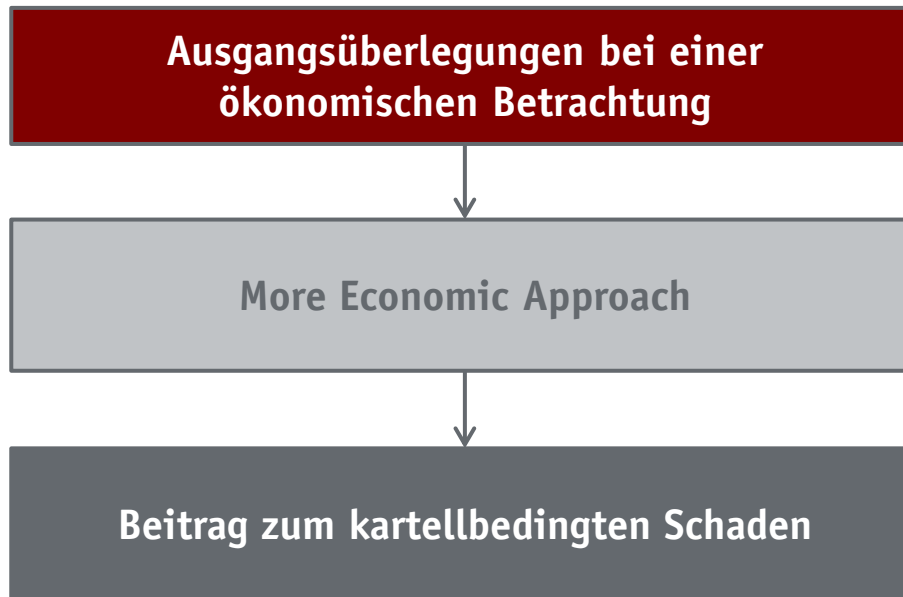 Ausgangsüberlegungen bei einer
ökonomischen Betrachtung
More Economic Approach
Beitrag zum kartellbedingten Schaden